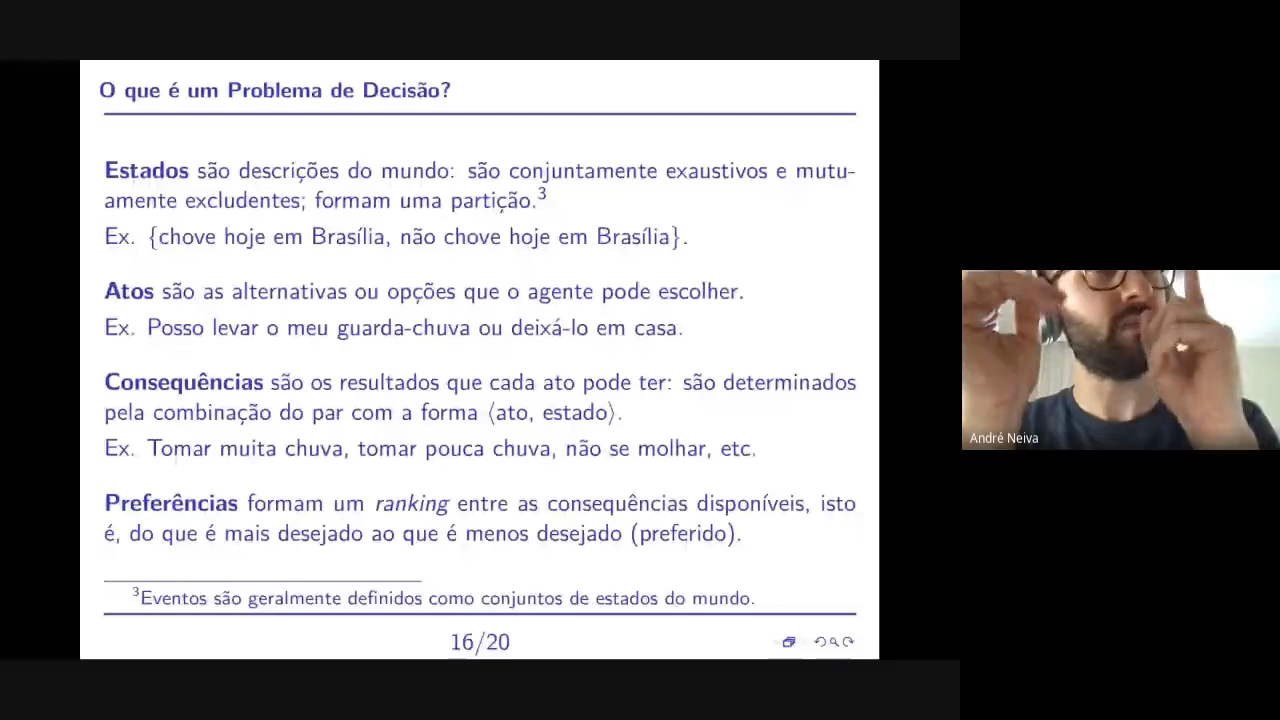 O que é um Problema de Decisão?
Estados são descrições do mundo: são conjuntamente exaustivos e mutu-
amente excludentes; formam uma partição.³
Ex. {chove hoje em Brasília, não chove hoje em Brasília}.
Atos são as alternativas ou opções que o agente pode escolher.
Ex. Posso levar o meu guarda-chuva ou deixá-lo em casa.
Consequências são os resultados que cada ato pode ter: são determinados
pela combinação do par com a forma ⟨ato, estado⟩.
Ex. Tomar muita chuva, tomar pouca chuva, não se molhar, etc.
Preferências formam um ranking entre as consequências disponíveis, isto
é, do que é mais desejado ao que é menos desejado (preferido).
³Eventos são geralmente definidos como conjuntos de estados do mundo.
16/20
André Neiva